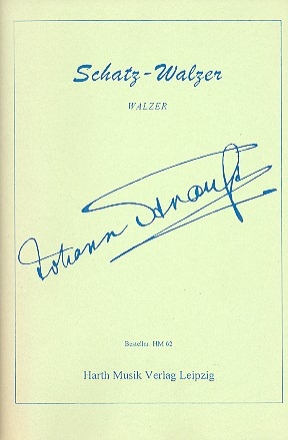 Schatz-Walzer
WALZER
Johann Strauß
Bestellnr. HM 62
Harth Musik Verlag Leipzig